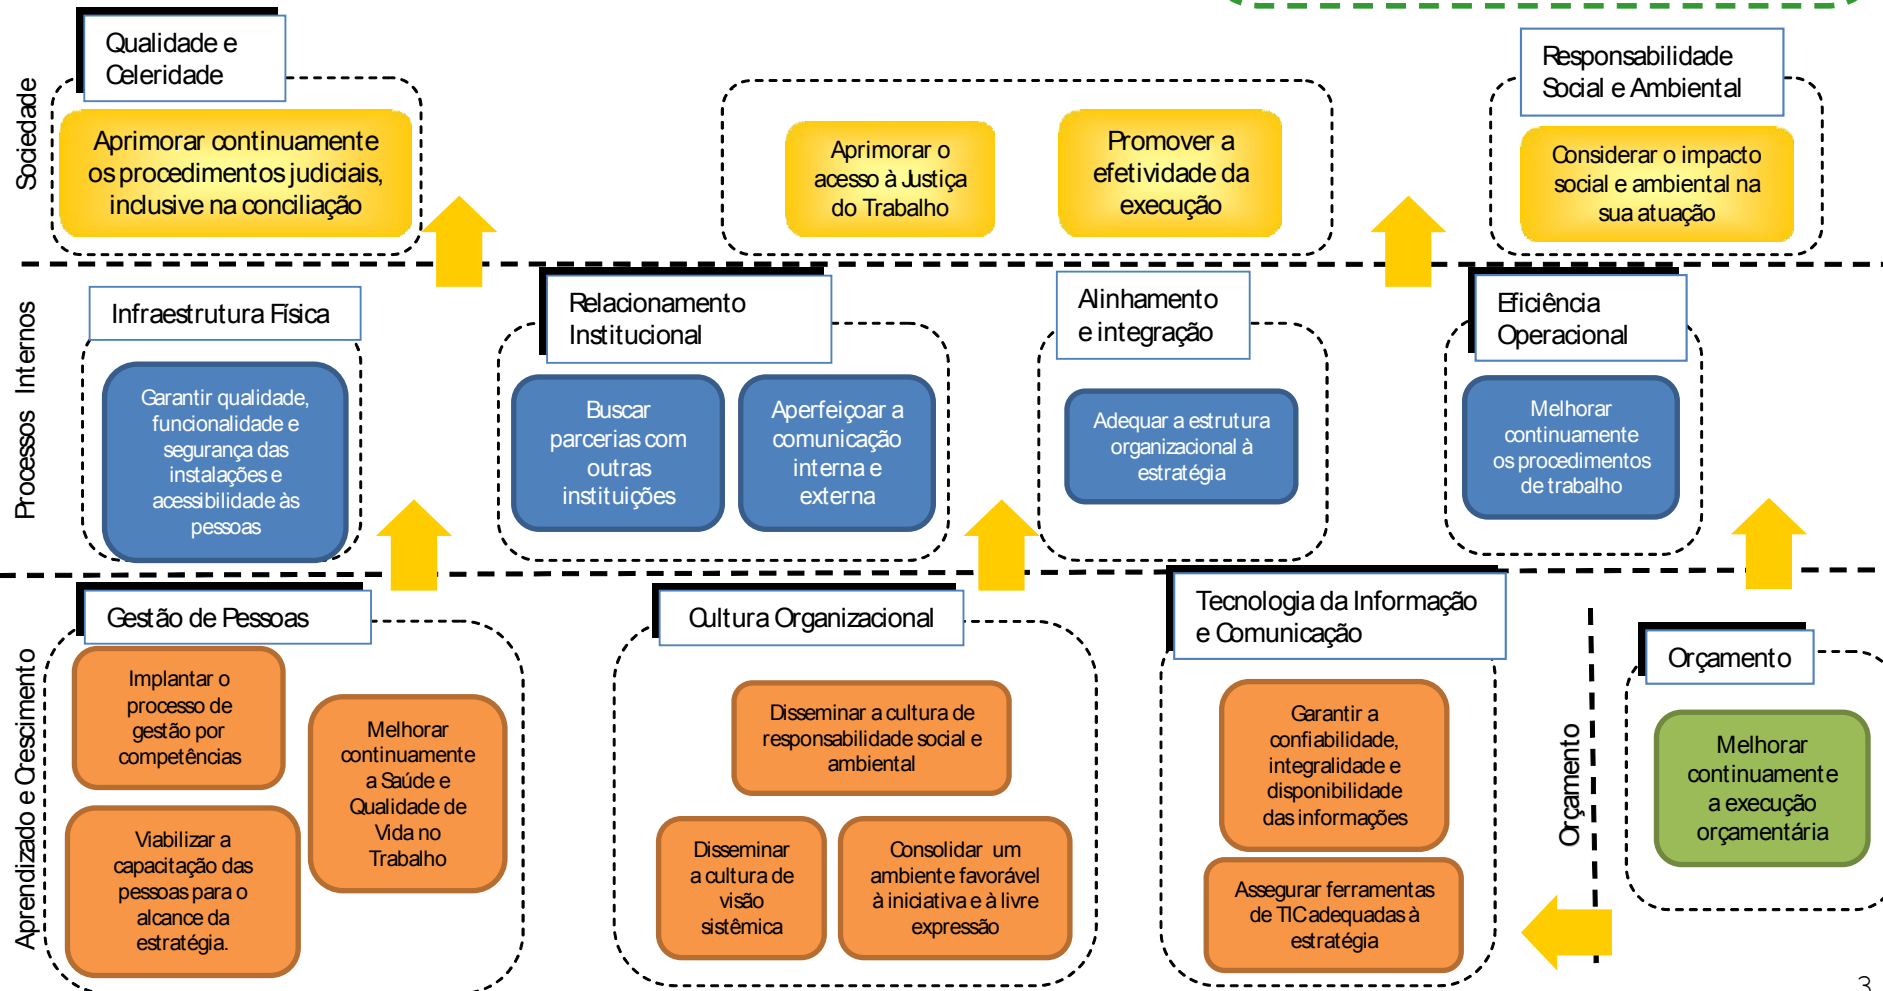 Sociedade
Qualidade e
Celeridade
Aprimorar continuamente
os procedimentos judiciais,
inclusive na conciliação
Aprimorar o
acesso à Justiça
do Trabalho
Promover a
efetividade da
execução
Responsabilidade
Social e Ambiental
Considerar o impacto
social e ambiental na
sua atuação
Processos Internos
Infraestrutura Física
Garantir qualidade,
funcionalidade e
segurança das
instalações e
acessibilidade às
pessoas
Relacionamento
Institucional
Buscar
parcerias com
outras
instituições
Aperfeiçoar a
comunicação
interna e
externa
Alinhamento
e integração
Adequar a estrutura
organizacional à
estratégia
Eficiência
Operacional
Melhorar
continuamente
os procedimentos
de trabalho
Aprendizado e Crescimento
Gestão de Pessoas
Implantar o
processo de
gestão por
competências
Melhorar
continuamente
a Saúde e
Qualidade de
Vida no
Trabalho
Viabilizar a
capacitação das
pessoas para o
alcance da
estratégia.
Cultura Organizacional
Disseminar a cultura de
responsabilidade social e
ambiental
Disseminar
a cultura de
visão
sistêmica
Consolidar um
ambiente favorável
à iniciativa e à livre
expressão
Tecnologia da Informação
e Comunicação
Garantir a
confiabilidade,
integralidade e
disponibilidade
das informações
Assegurar ferramentas
de TIC adequadas à
estratégia
Orçamento
Orçamento
Melhorar
continuamente
a execução
orçamentária
3